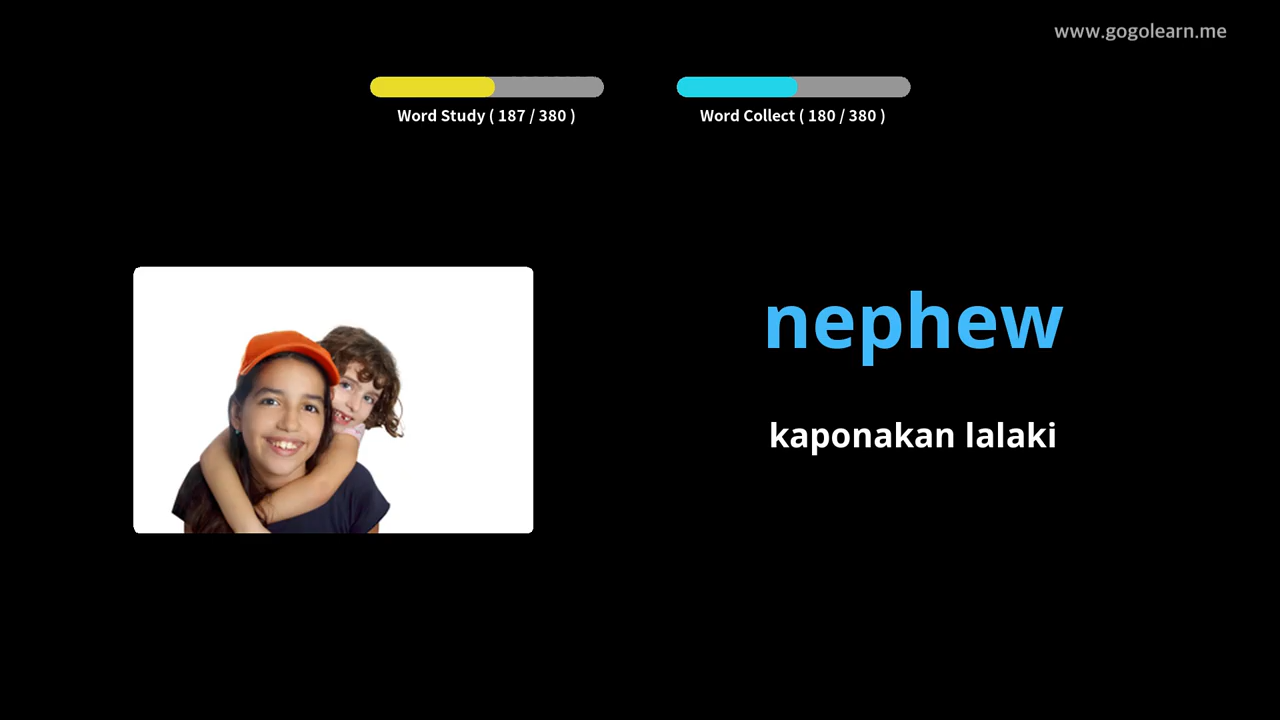 www.gogolearn.me
Word Study ( 187 / 380 )
Word Collect ( 180 / 380 )
nephew
kaponakan lalaki